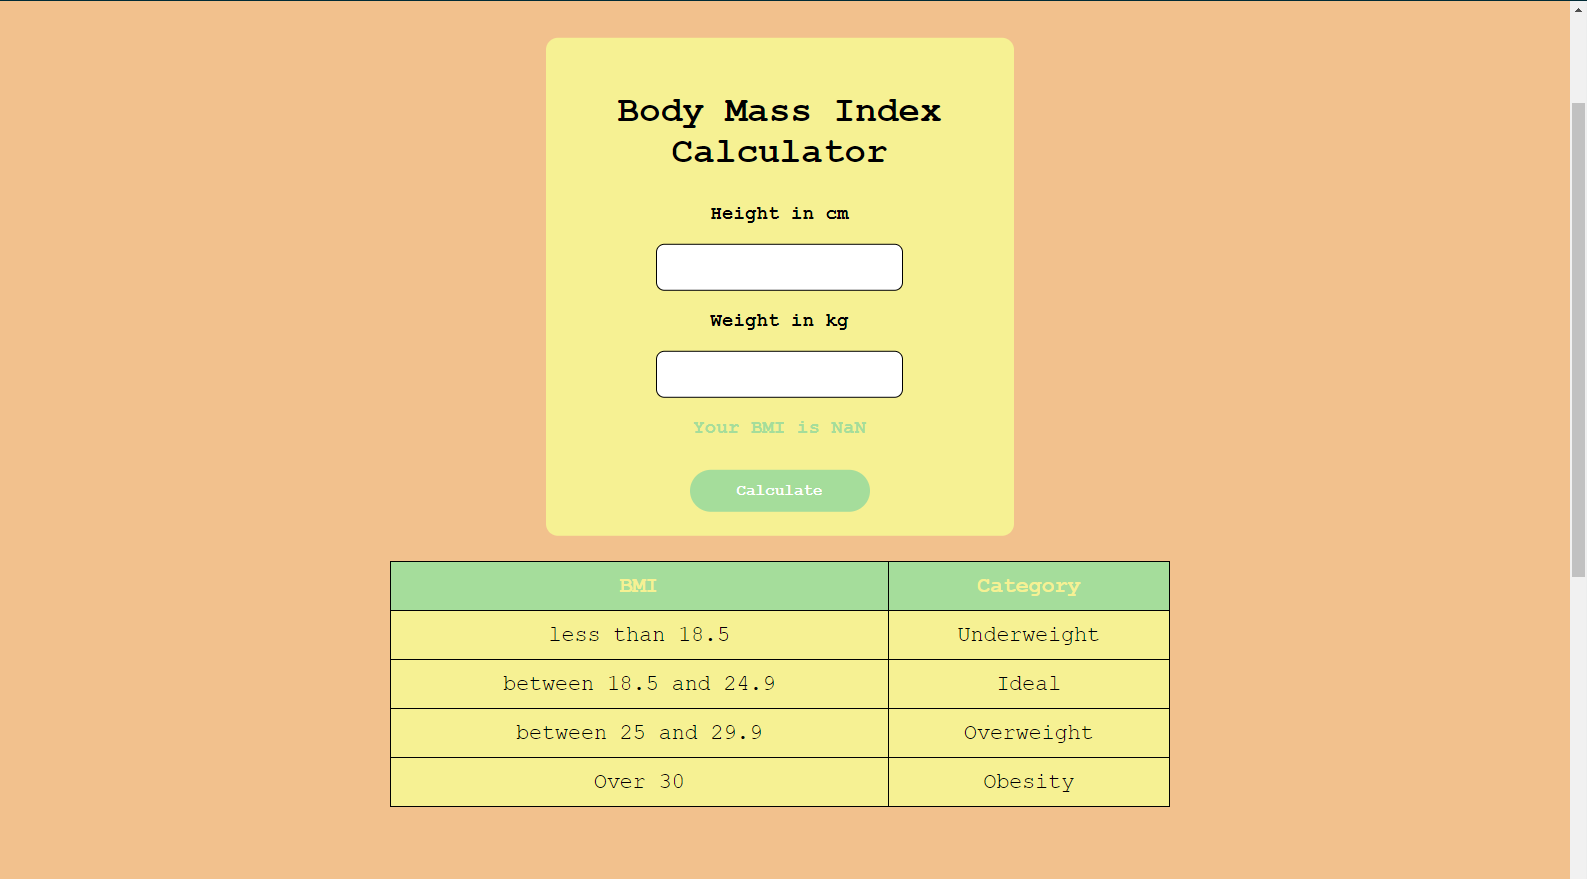 Body Mass Index
Calculator
Height in cm
Weight in kg
Your BMI is NaN
Calculate
BMI Category
less than 18.5 Underweight
between 18.5 and 24.9 Ideal
between 25 and 29.9 Overweight
Over 30 Obesity